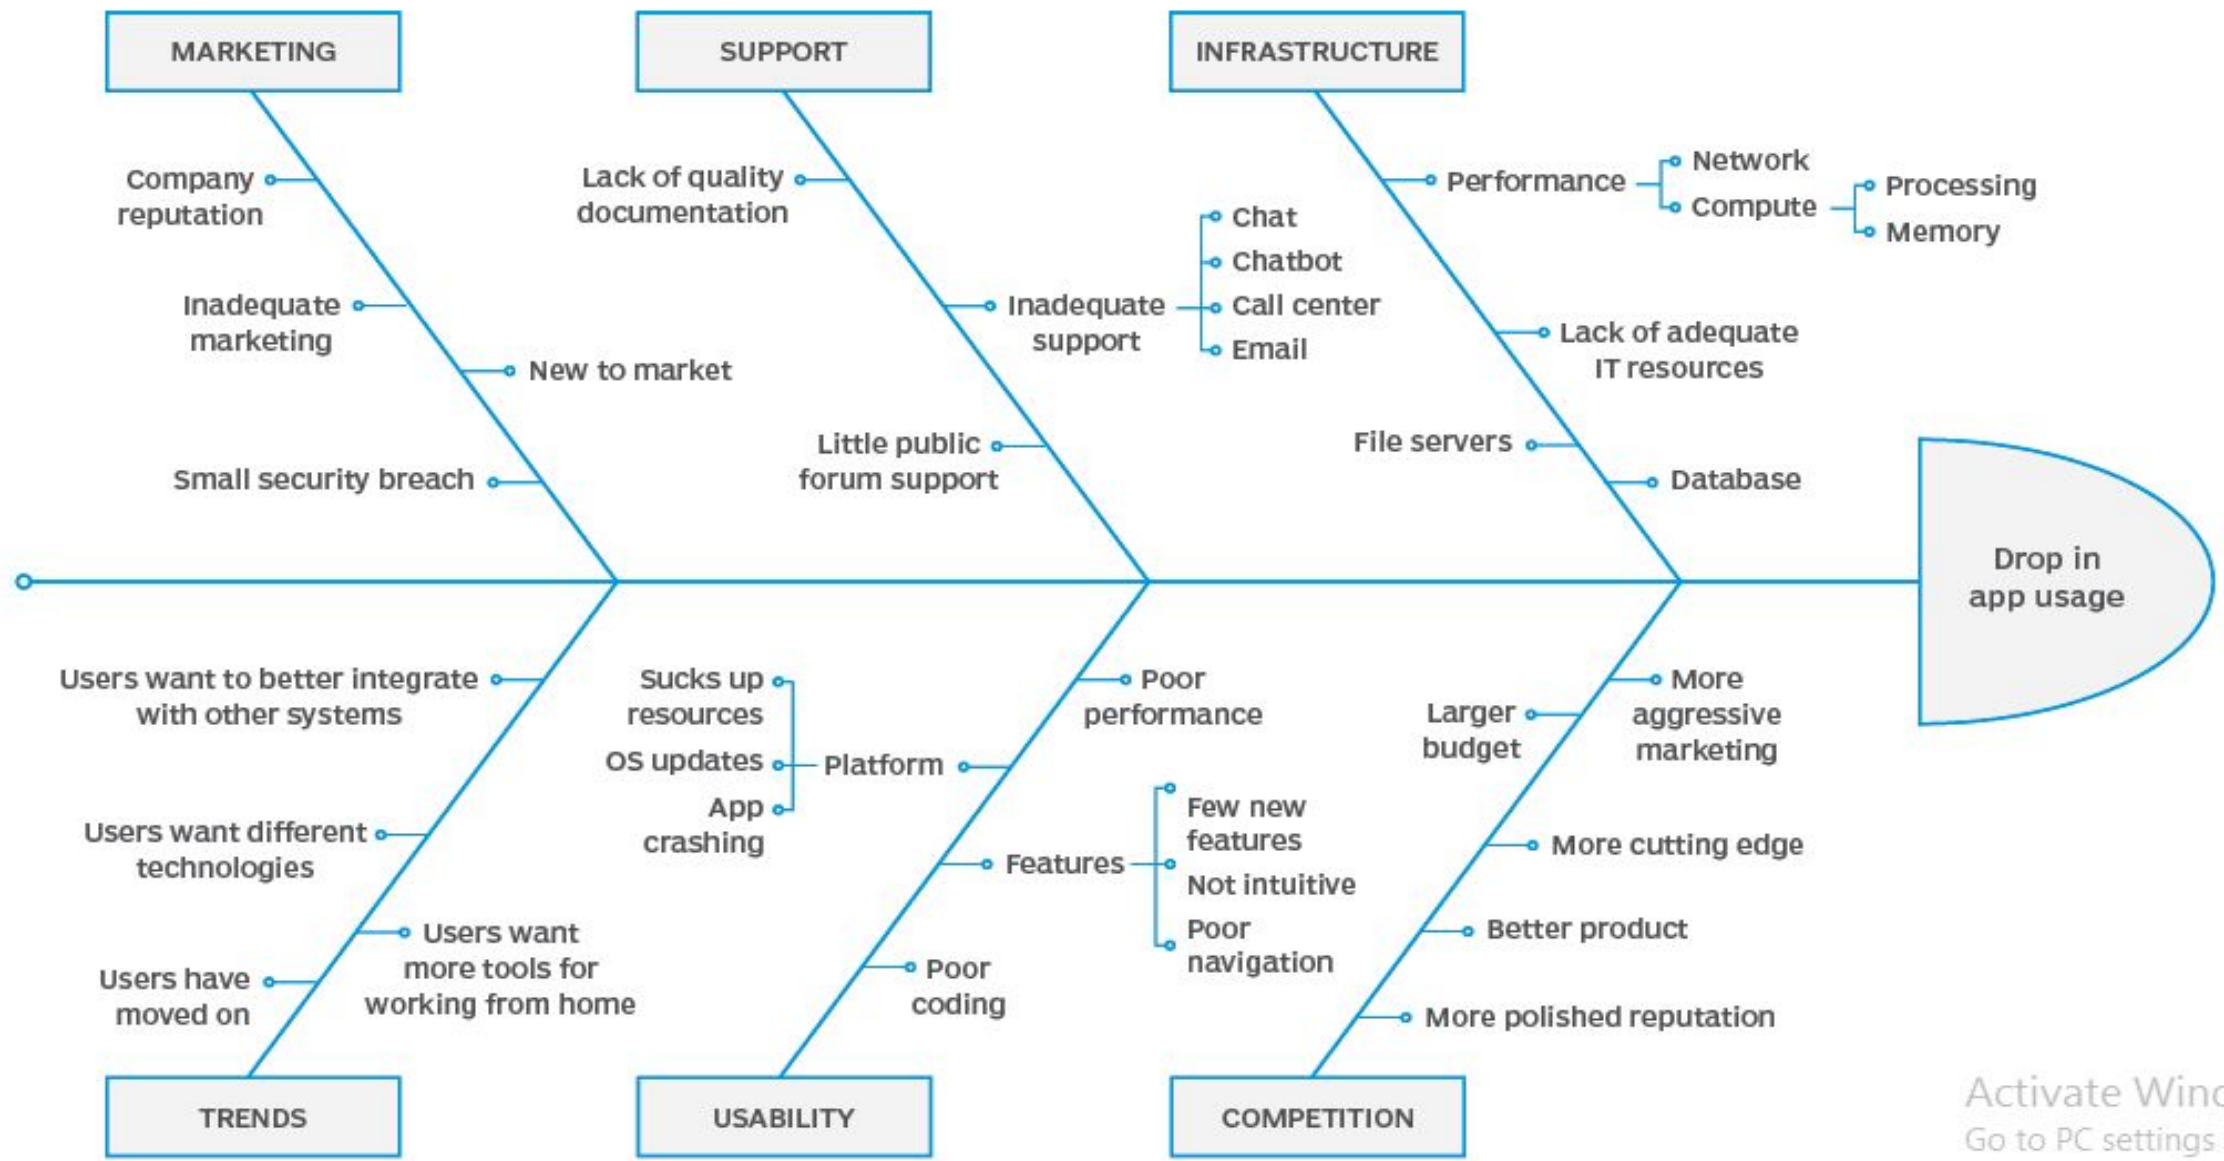 MARKETING
SUPPORT
INFRASTRUCTURE
Company
reputation
Inadequate
marketing
New to market
Small security breach
Lack of quality
documentation
Inadequate
support
Chat
Chatbot
Call center
Email
Little public
forum support
Performance
Network
Compute
Processing
Memory
Lack of adequate
IT resources
File servers
Database
Drop in
app usage
Users want to better integrate
with other systems
Users want different
technologies
Users want
more tools for
working from home
Users have
moved on
Sucks up
resources
OS updates
App
crashing
Platform
Poor
performance
Features
Few new
features
Not intuitive
Poor
navigation
Poor
coding
More
aggressive
marketing
Larger
budget
More cutting edge
Better product
More polished reputation
TRENDS
USABILITY
COMPETITION
Activate Winc
Go to PC settings